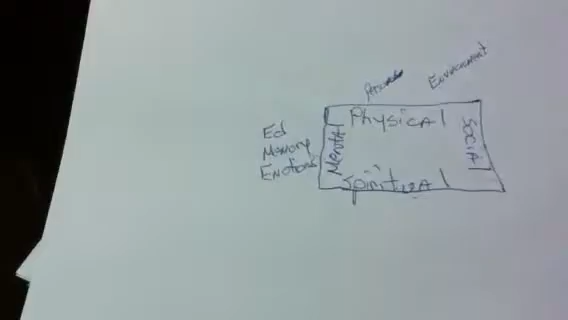 Environment
Physical
Ed
Memory
Emotions
Mental
Social
Spiritual